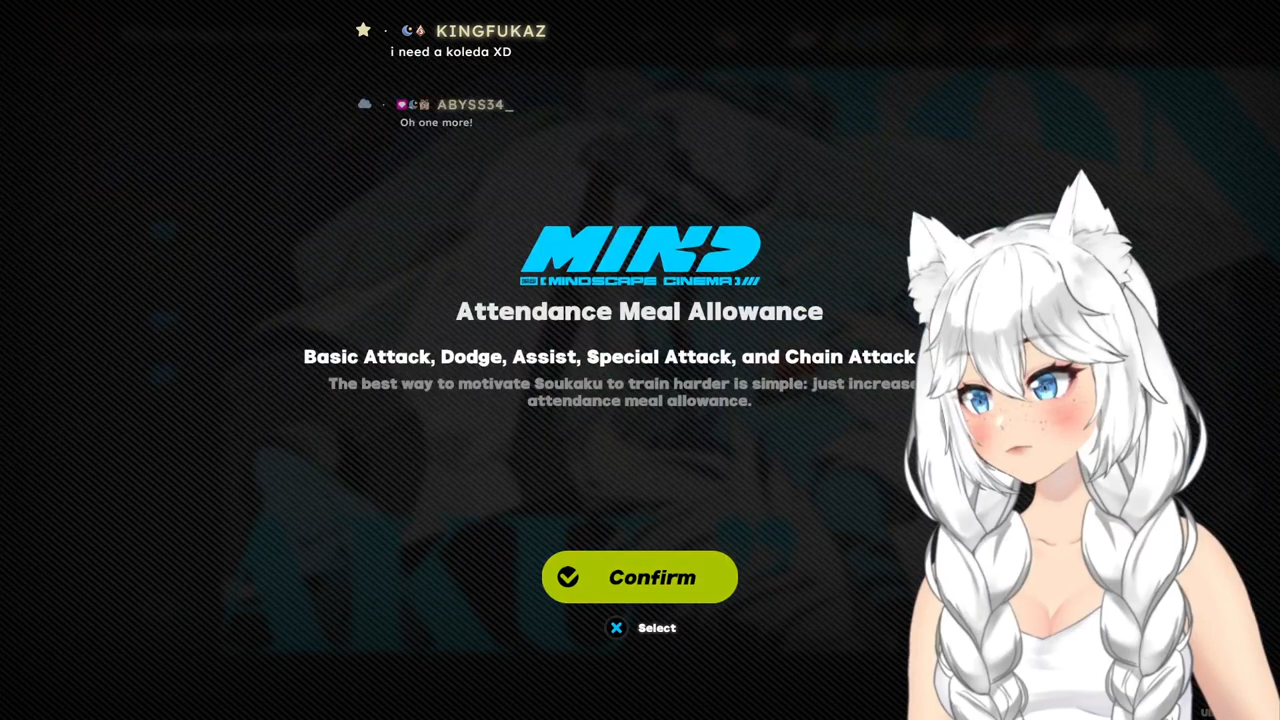 KINGFUKAZ
i need a koleda XD
ABYSS34_
Oh one more!
MIND
MINDSCAPE CINEMA
Attendance Meal Allowance
Basic Attack, Dodge, Assist, Special Attack, and Chain Attack
The best way to motivate Soukaku to train harder is simple: just increase
attendance meal allowance.
Confirm
Select